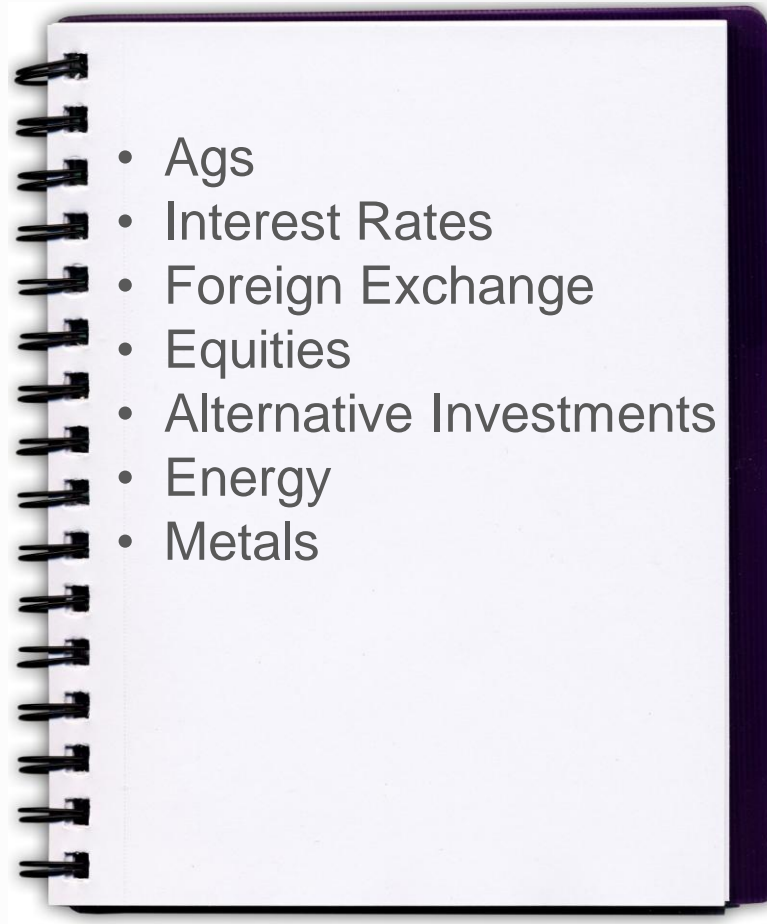 • Ags
• Interest Rates
• Foreign Exchange
• Equities
• Alternative Investments
• Energy
• Metals